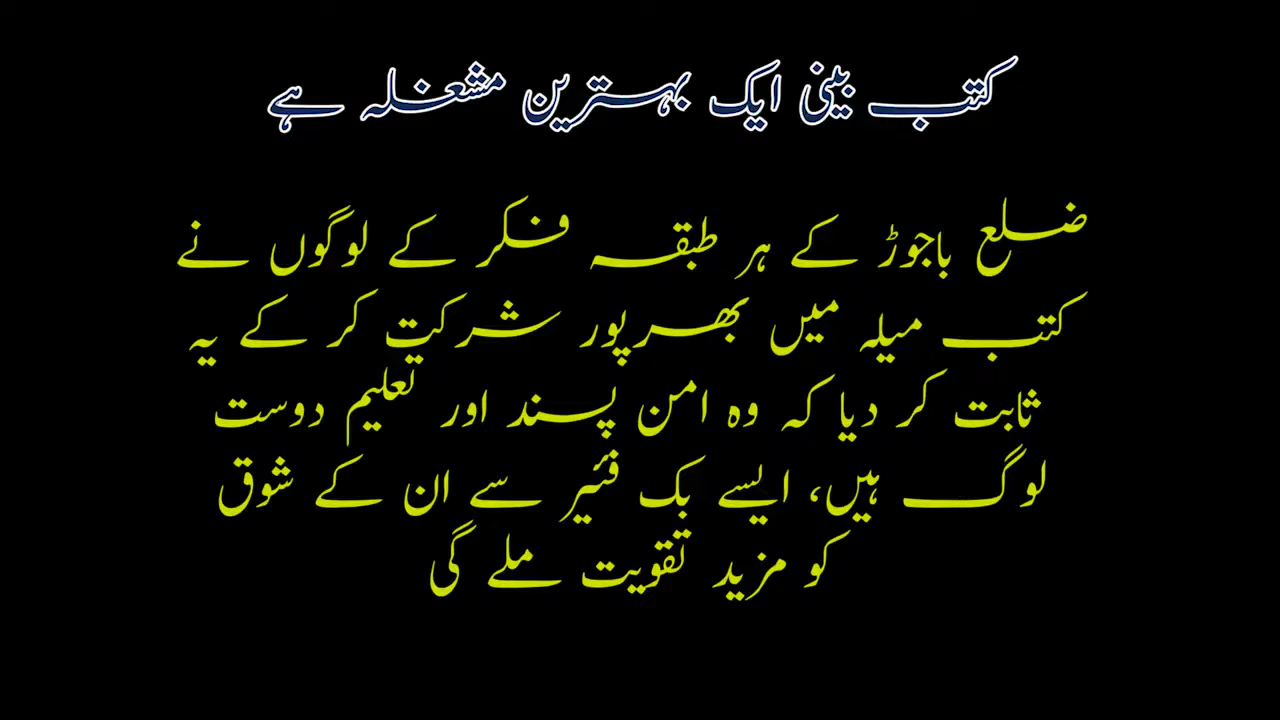 کتب بینی ایک بہترین مشغلہ ہے
ضلع باجوڑ کے ہر طبقہ فکر کے لوگوں نے
کتب میلہ میں بھرپور شرکت کر کے یہ
ثابت کر دیا کہ وہ امن پسند اور تعلیم دوست
لوگ ہیں، ایسے بک فئیر سے ان کے شوق
کو مزید تقویت ملے گی